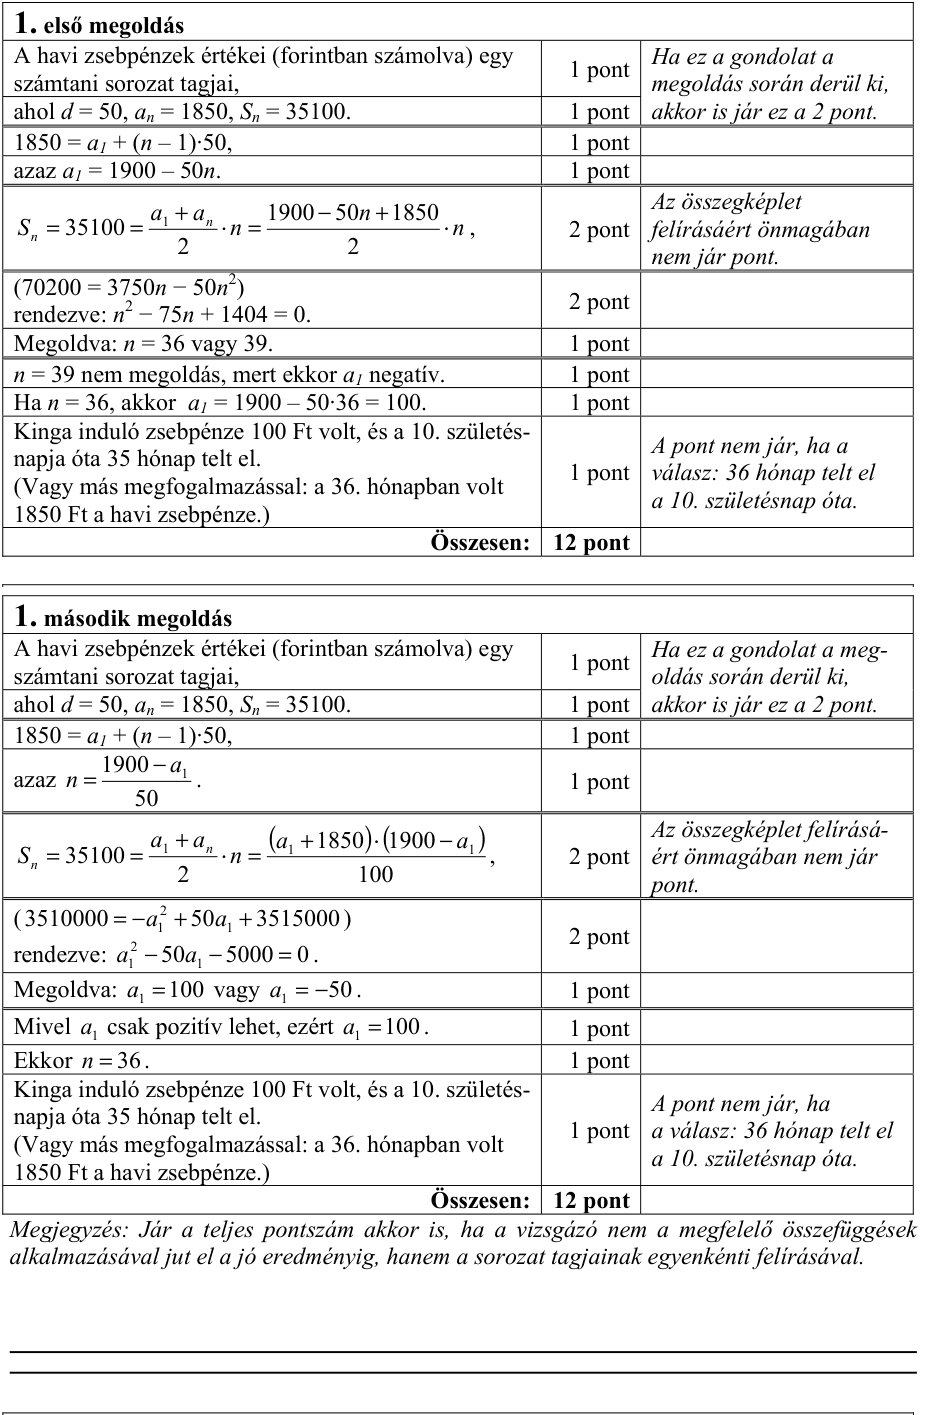 1. első megoldás
A havi zsebpénzek értékei (forintban számolva) egy
számtani sorozat tagjai,
1 pont
Ha ez a gondolat a
megoldás során derül ki,
akkor is jár ez a 2 pont.
ahol d = 50, aₙ = 1850, Sₙ = 35100.
1 pont
1850 = a₁ + (n – 1)·50,
1 pont
azaz a₁ = 1900 – 50n.
1 pont
Sₙ = 35100 = (a₁ + aₙ)/2 · n = (1900 − 50n + 1850)/2 · n ,
2 pont
Az összegképlet
felírásáért önmagában
nem jár pont.
(70200 = 3750n − 50n²)
rendezve: n² − 75n + 1404 = 0.
2 pont
Megoldva: n = 36 vagy 39.
1 pont
n = 39 nem megoldás, mert ekkor a₁ negatív.
1 pont
Ha n = 36, akkor a₁ = 1900 – 50·36 = 100.
1 pont
Kinga induló zsebpénze 100 Ft volt, és a 10. születés-
napja óta 35 hónap telt el.
(Vagy más megfogalmazással: a 36. hónapban volt
1850 Ft a havi zsebpénze.)
1 pont
A pont nem jár, ha a
válasz: 36 hónap telt el
a 10. születésnap óta.
Összesen: 12 pont
1. második megoldás
A havi zsebpénzek értékei (forintban számolva) egy
számtani sorozat tagjai,
1 pont
Ha ez a gondolat a meg-
oldás során derül ki,
akkor is jár ez a 2 pont.
ahol d = 50, aₙ = 1850, Sₙ = 35100.
1 pont
1850 = a₁ + (n – 1)·50,
1 pont
azaz n = (1900 − a₁)/50 .
1 pont
Sₙ = 35100 = (a₁ + aₙ)/2 · n = (a₁ + 1850)·(1900 − a₁)/100 ,
2 pont
Az összegképlet felírásá-
ért önmagában nem jár
pont.
( 3510000 = −a₁² + 50a₁ + 3515000 )
rendezve: a₁² − 50a₁ − 5000 = 0 .
2 pont
Megoldva: a₁ = 100 vagy a₁ = −50 .
1 pont
Mivel a₁ csak pozitív lehet, ezért a₁ = 100 .
1 pont
Ekkor n = 36 .
1 pont
Kinga induló zsebpénze 100 Ft volt, és a 10. születés-
napja óta 35 hónap telt el.
(Vagy más megfogalmazással: a 36. hónapban volt
1850 Ft a havi zsebpénze.)
1 pont
A pont nem jár, ha
a válasz: 36 hónap telt el
a 10. születésnap óta.
Összesen: 12 pont
Megjegyzés: Jár a teljes pontszám akkor is, ha a vizsgázó nem a megfelelő összefüggések
alkalmazásával jut el a jó eredményig, hanem a sorozat tagjainak egyenkénti felírásával.